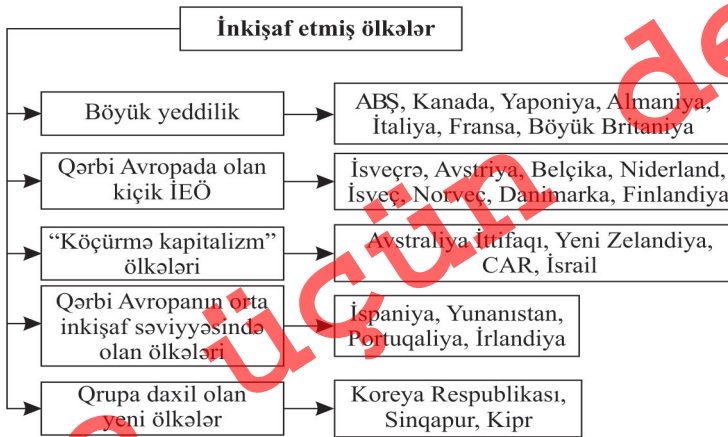 İnkişaf etmiş ölkələr
Böyük yeddilik
ABŞ, Kanada, Yaponiya, Almaniya,
İtaliya, Fransa, Böyük Britaniya
Qərbi Avropada olan
kiçik İEÖ
İsveçrə, Avstriya, Belçika, Niderland,
İsveç, Norveç, Danimarka, Finlandiya
“Köçürmə kapitalizm”
ölkələri
Avstraliya İttifaqı, Yeni Zelandiya,
CAR, İsrail
Qərbi Avropanın orta
inkişaf səviyyəsində
olan ölkələri
İspaniya, Yunanıstan,
Portuqaliya, İrlandiya
Qrupa daxil olan
yeni ölkələr
Koreya Respublikası,
Sinqapur, Kipr
üçün de